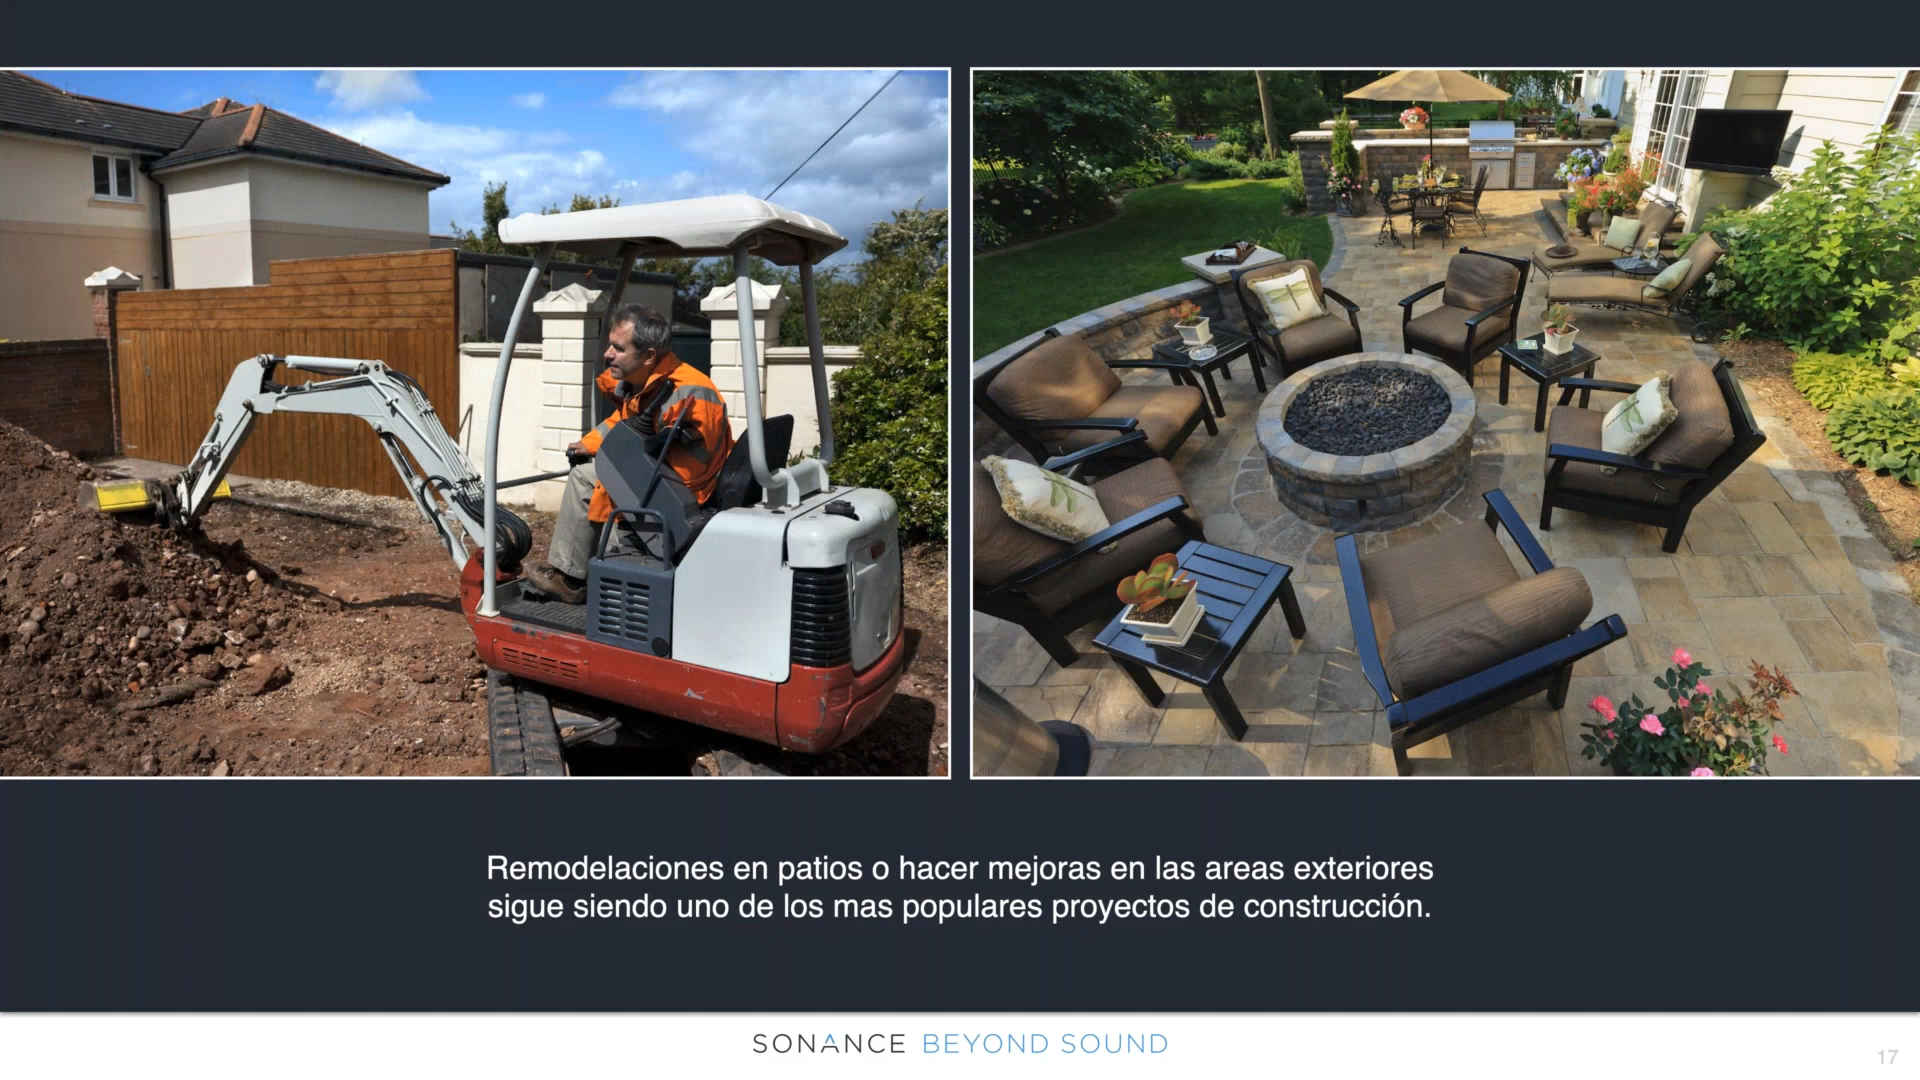 Remodelaciones en patios o hacer mejoras en las areas exteriores
sigue siendo uno de los mas populares proyectos de construcción.
SONANCE BEYOND SOUND
17